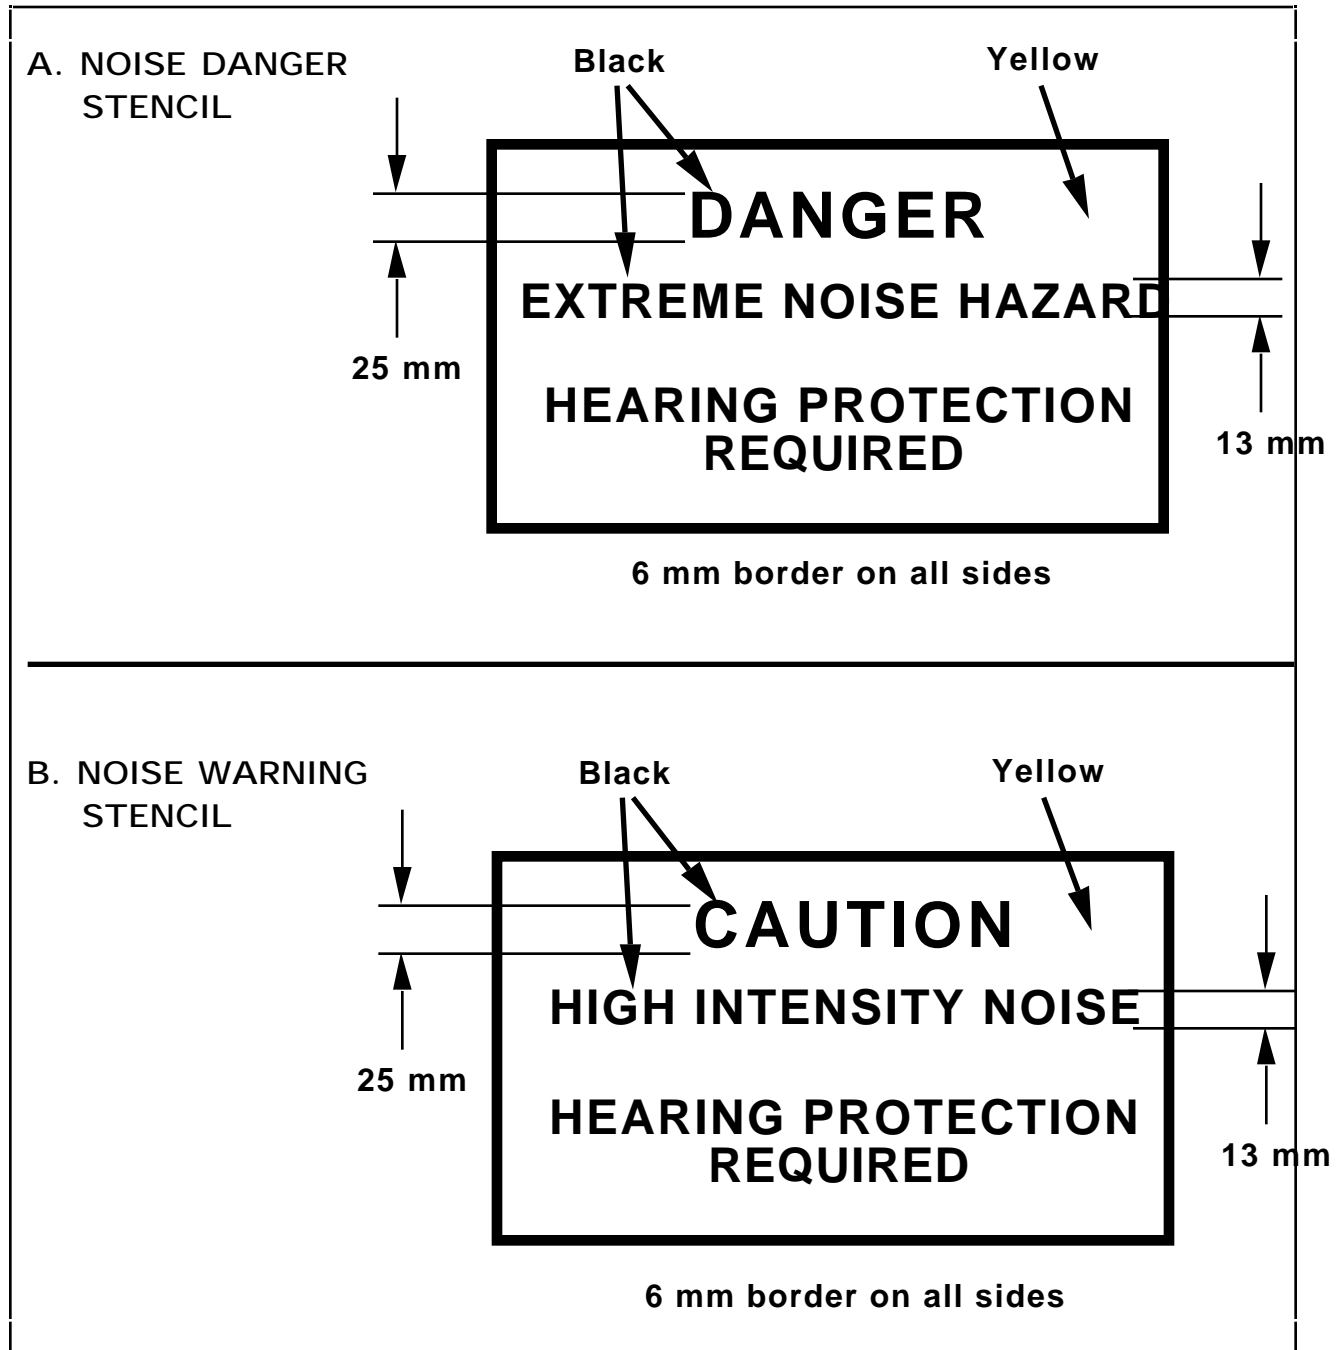 A. NOISE DANGER
STENCIL
Black
Yellow
DANGER
EXTREME NOISE HAZARD
25 mm
HEARING PROTECTION
REQUIRED
13 mm
6 mm border on all sides
B. NOISE WARNING
STENCIL
Black
Yellow
CAUTION
HIGH INTENSITY NOISE
25 mm
HEARING PROTECTION
REQUIRED
13 mm
6 mm border on all sides